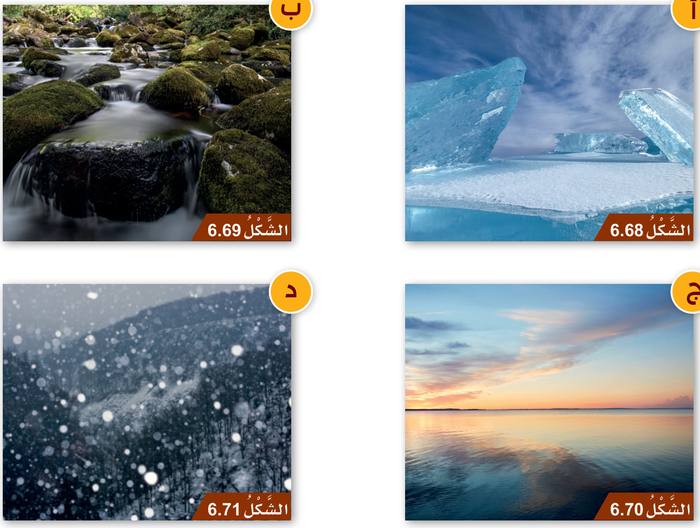 أ
الشَّكْلُ 6.68
ب
الشَّكْلُ 6.69
ج
الشَّكْلُ 6.70
د
الشَّكْلُ 6.71